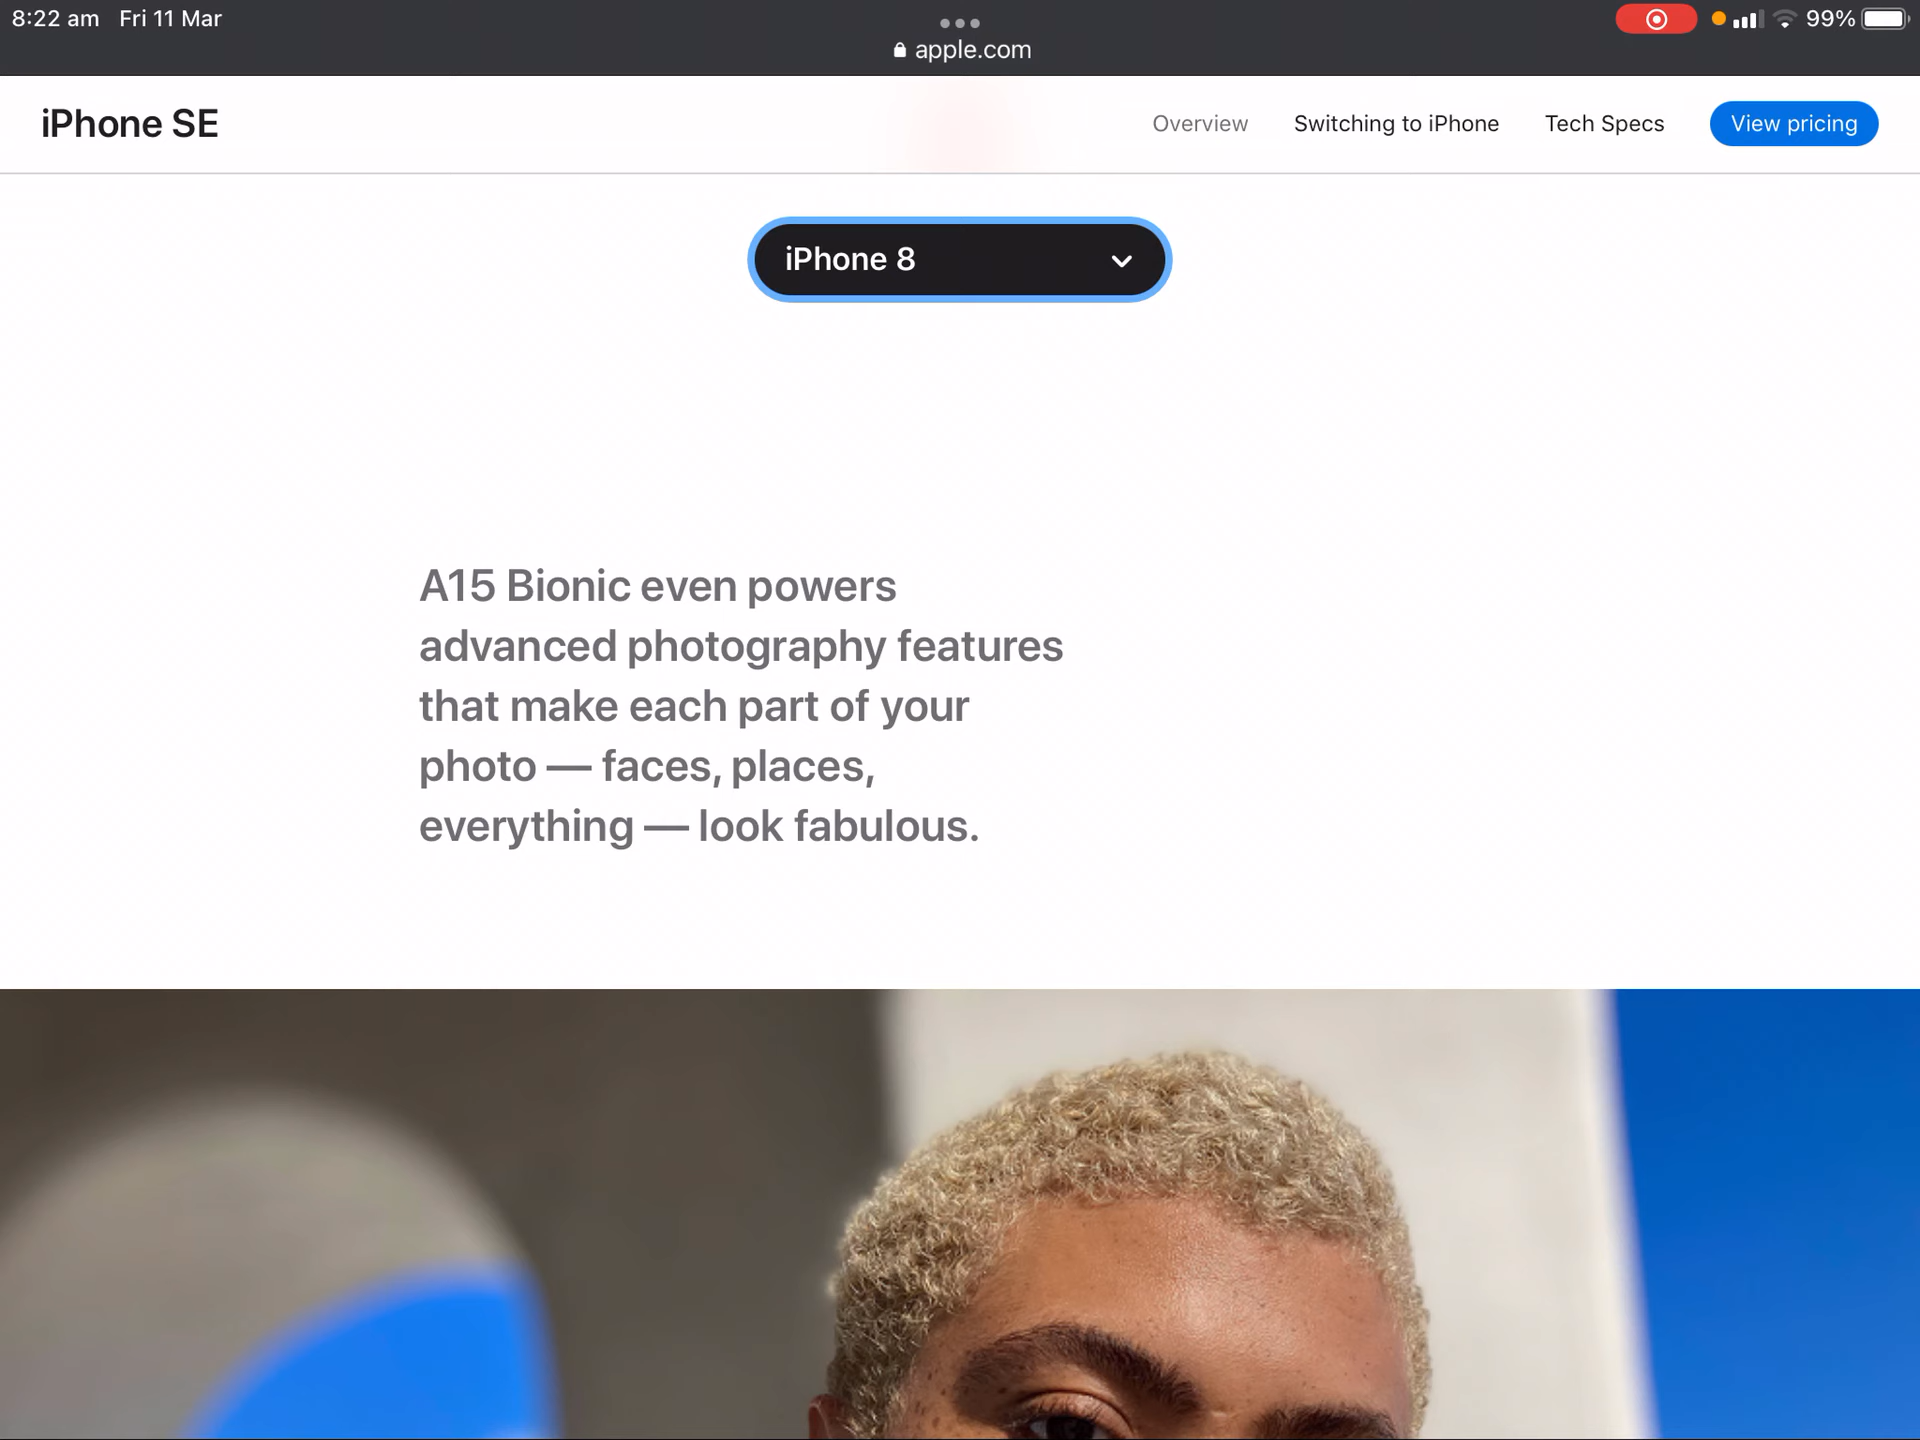 8:22 am Fri 11 Mar
99%
apple.com
iPhone SE
Overview
Switching to iPhone
Tech Specs
View pricing
iPhone 8
A15 Bionic even powers
advanced photography features
that make each part of your
photo — faces, places,
everything — look fabulous.